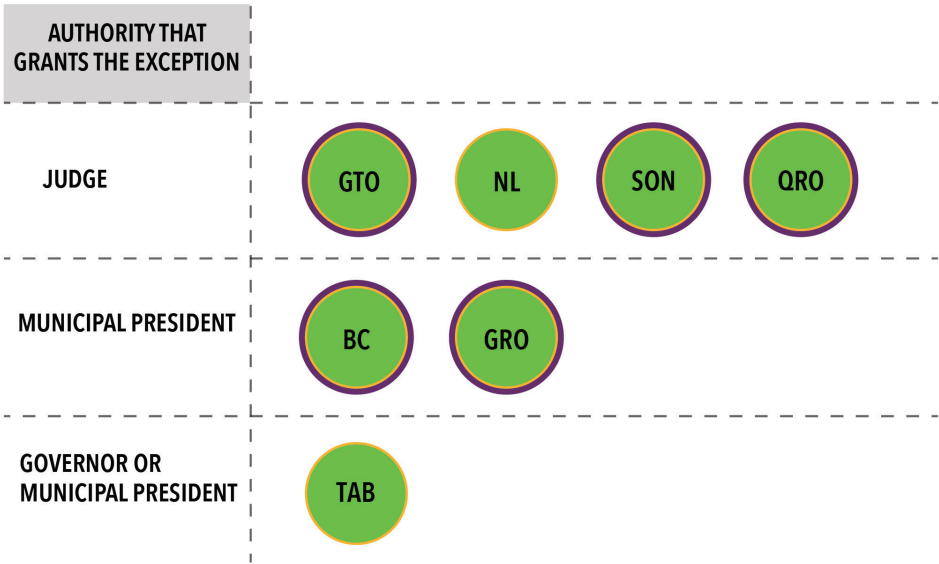 AUTHORITY THAT
GRANTS THE EXCEPTION
JUDGE
GTO
NL
SON
QRO
MUNICIPAL PRESIDENT
BC
GRO
GOVERNOR OR
MUNICIPAL PRESIDENT
TAB